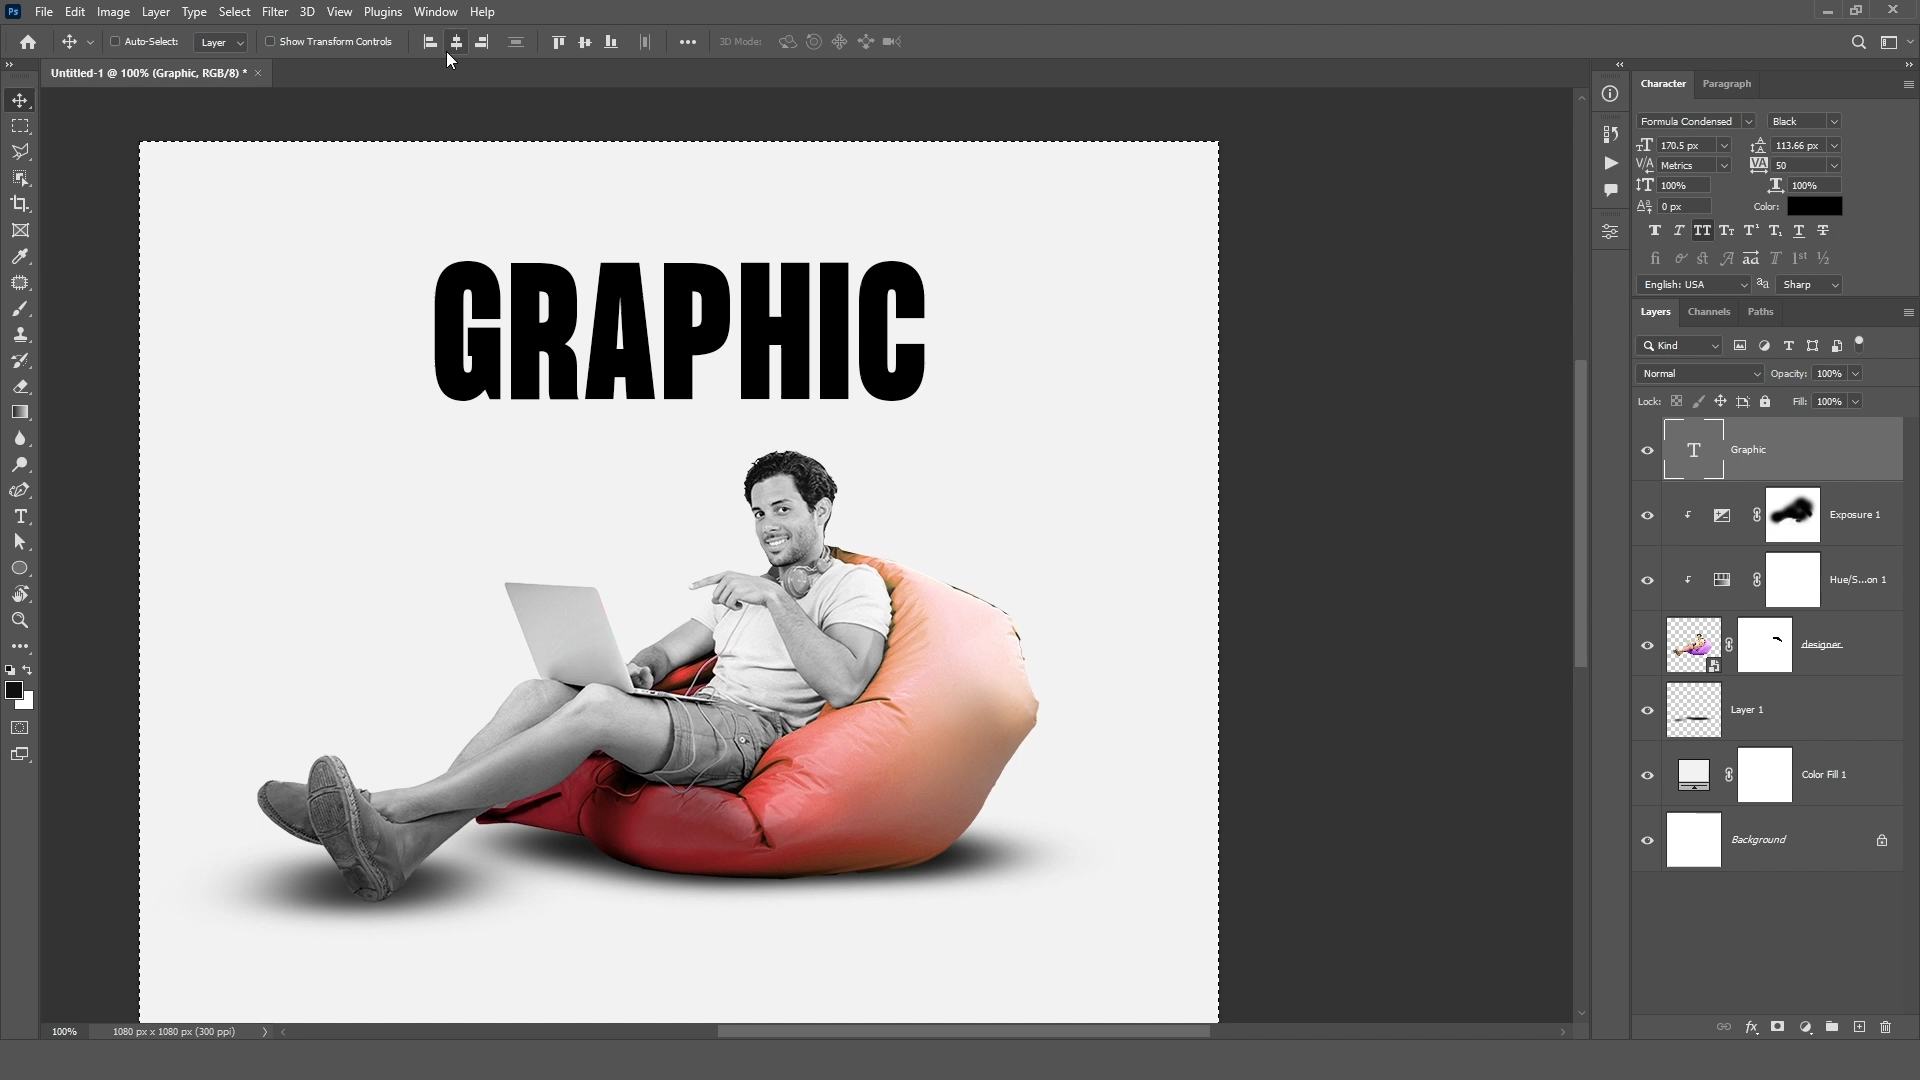 Ps File Edit Image Layer Type Select Filter 3D View Plugins Window Help
Auto-Select: Layer Show Transform Controls 3D Mode:
Untitled-1 @ 100% (Graphic, RGB/8) *
GRAPHIC
100% 1080 px x 1080 px (300 ppi)
Character Paragraph
Formula Condensed Black
170.5 px 113.66 px
Metrics 50
100% 100%
0 px Color:
English: USA Sharp
Layers Channels Paths
Kind
Normal Opacity: 100%
Lock: Fill: 100%
Graphic
Exposure 1
Hue/S...on 1
designer
Layer 1
Color Fill 1
Background